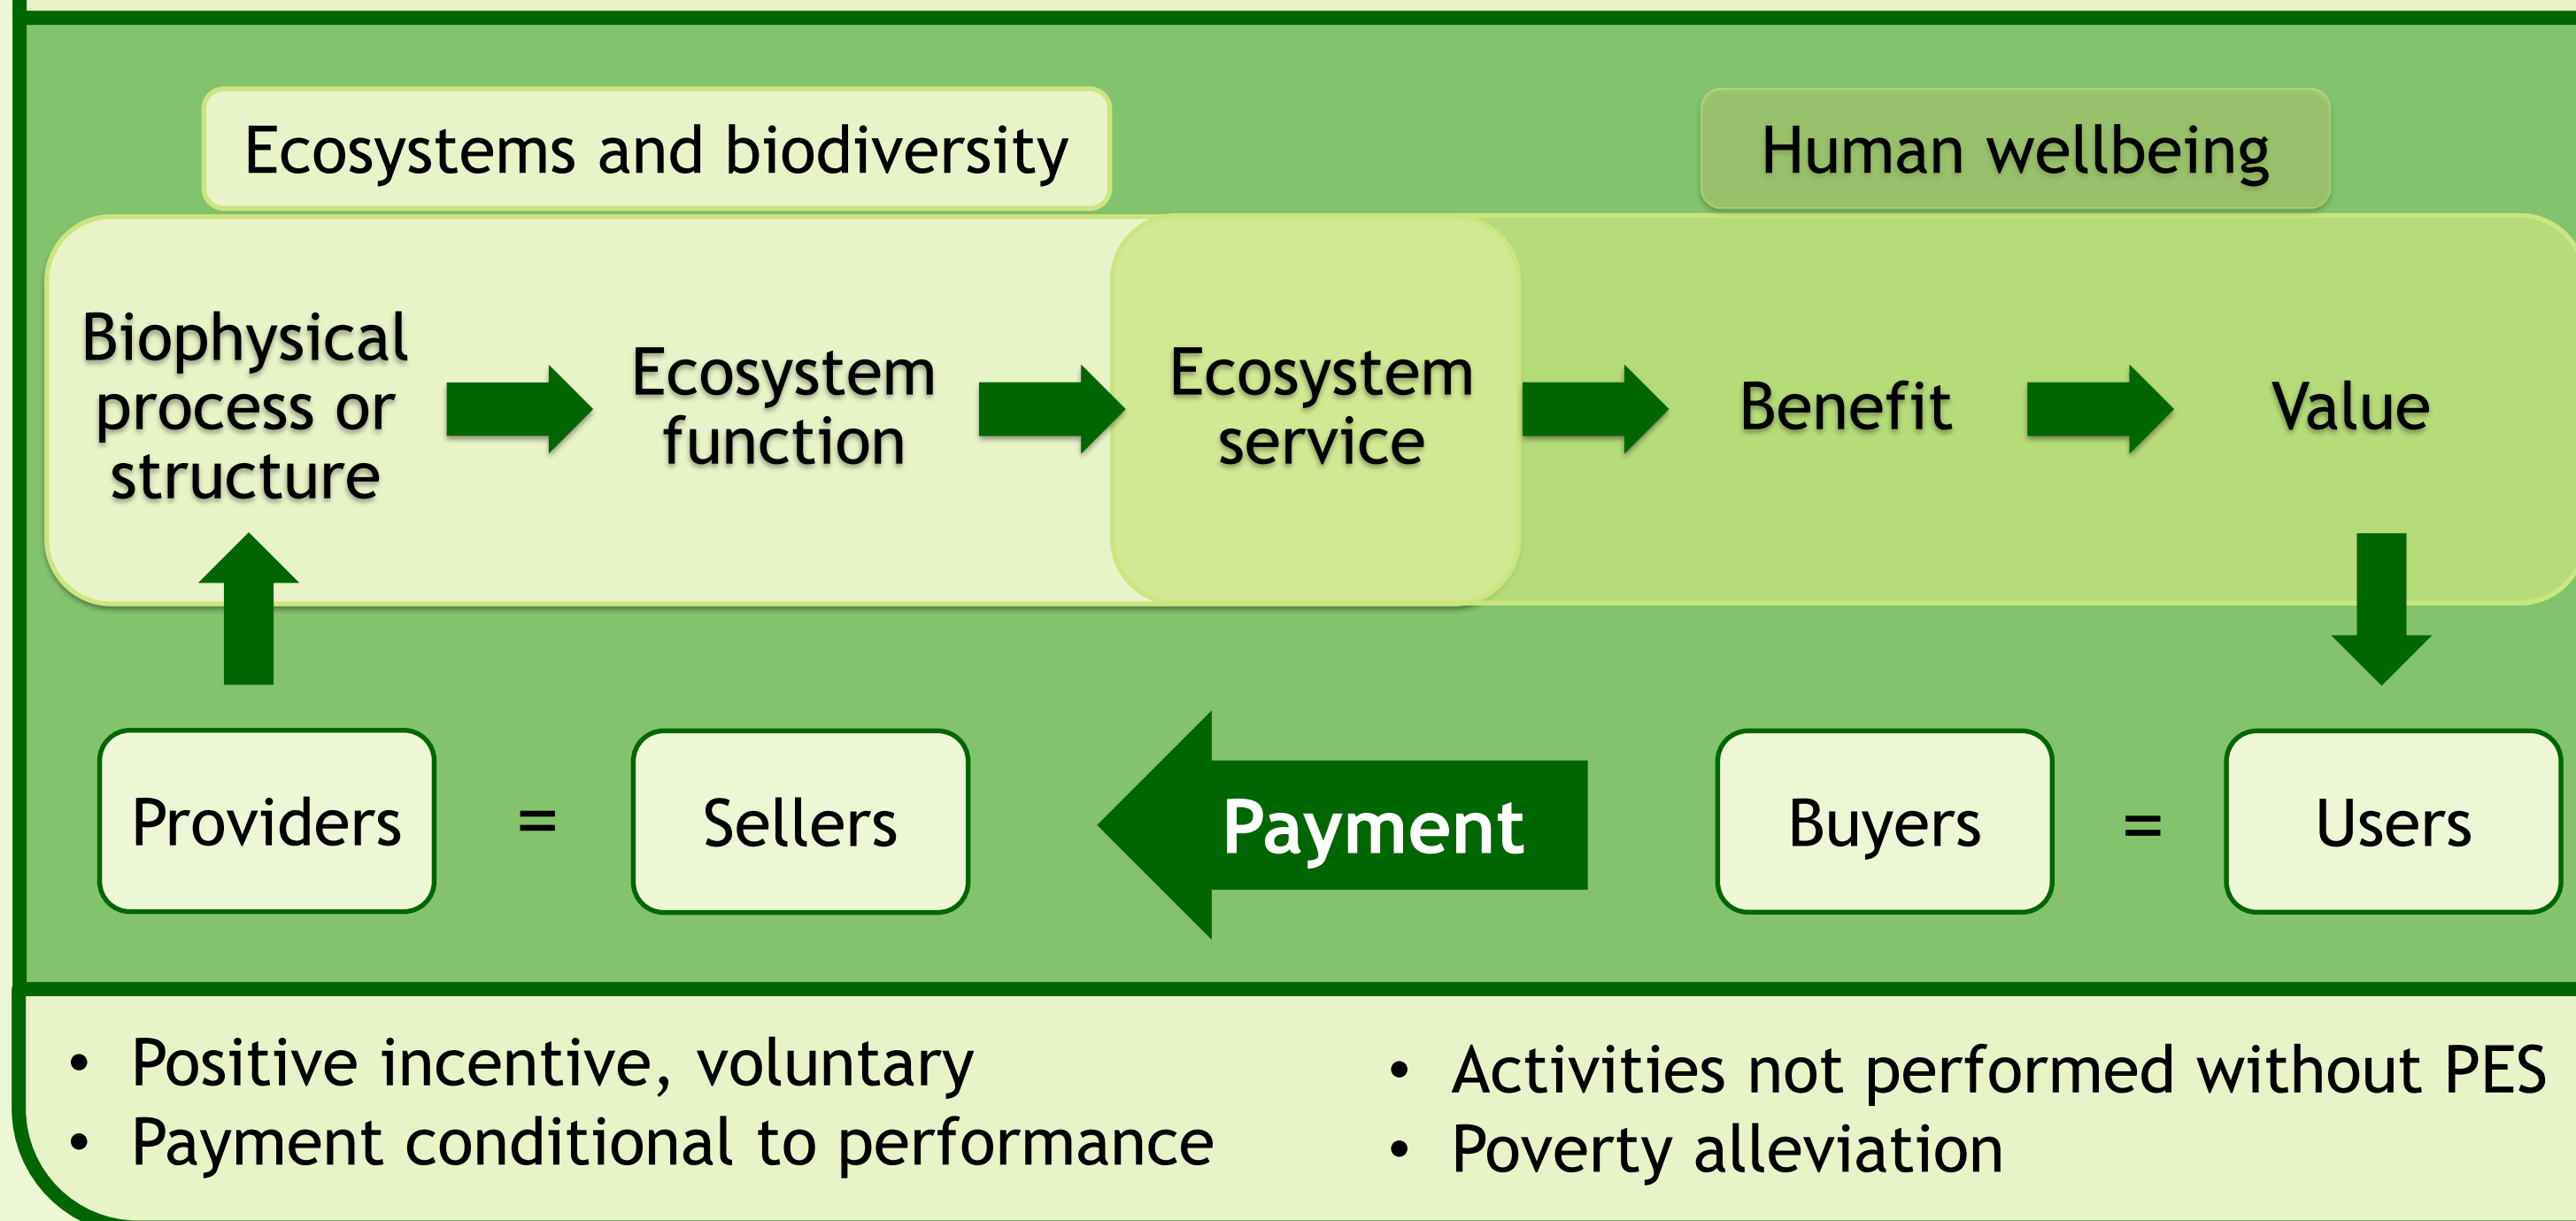 Ecosystems and biodiversity
Human wellbeing
Biophysical
process or
structure
Ecosystem
function
Ecosystem
service
Benefit
Value
Providers
=
Sellers
Payment
Buyers
=
Users
• Positive incentive, voluntary
• Payment conditional to performance
• Activities not performed without PES
• Poverty alleviation